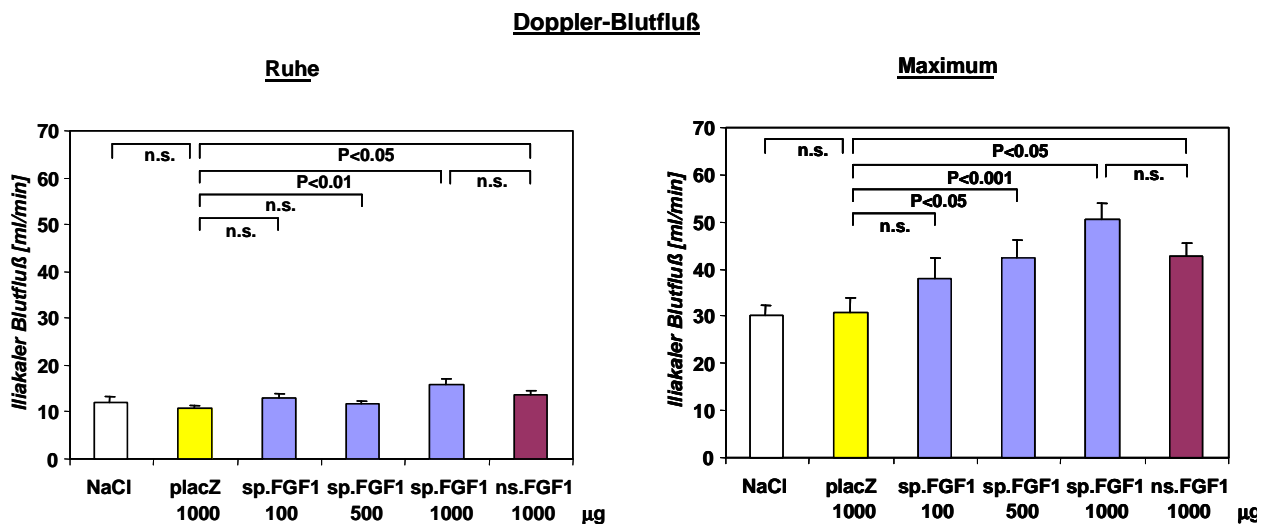 Doppler-Blutfluß
Ruhe
Iliakaler Blutfluß [ml/min]
70
60
50
40
30
20
10
0
n.s.
P<0.05
P<0.01
n.s.
n.s.
n.s.
NaCl placZ sp.FGF1 sp.FGF1 sp.FGF1 ns.FGF1
1000 100 500 1000 1000 µg
Maximum
Iliakaler Blutfluß [ml/min]
70
60
50
40
30
20
10
0
n.s.
P<0.05
P<0.001
n.s.
P<0.05
n.s.
NaCl placZ sp.FGF1 sp.FGF1 sp.FGF1 ns.FGF1
1000 100 500 1000 1000 µg